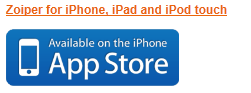 Zoiper for iPhone, iPad and iPod touch
Available on the iPhone
App Store